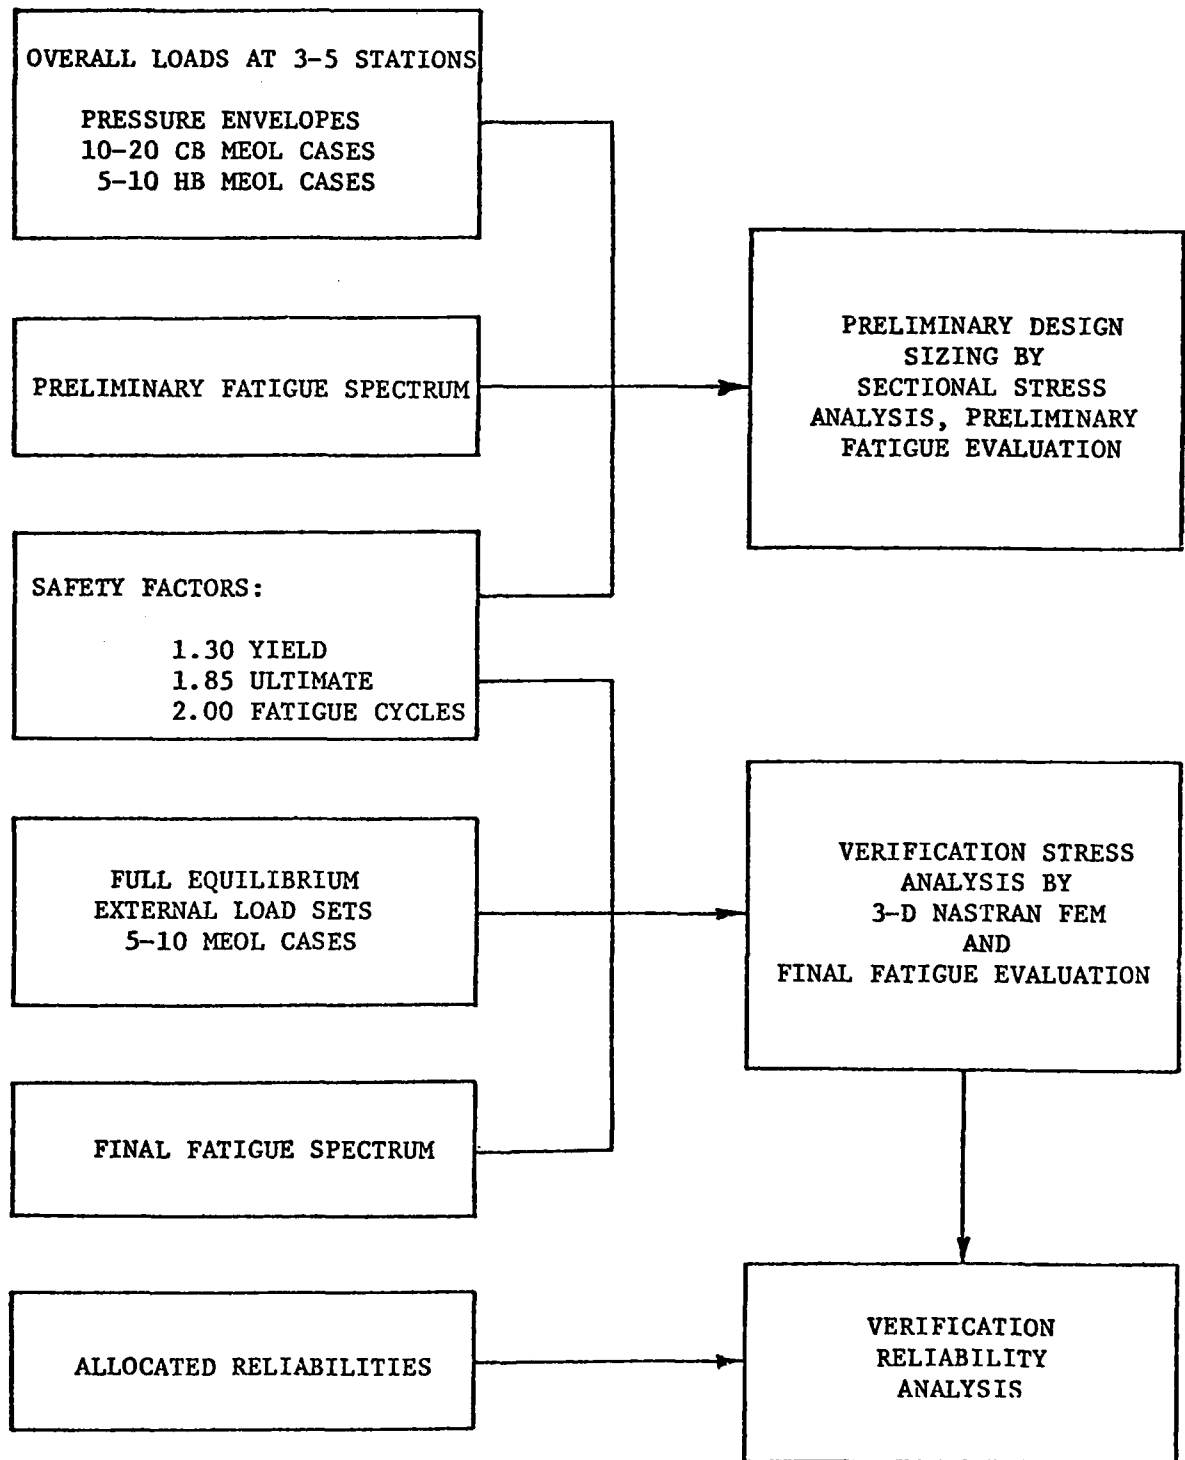 OVERALL LOADS AT 3-5 STATIONS
PRESSURE ENVELOPES
10-20 CB MEOL CASES
5-10 HB MEOL CASES
PRELIMINARY FATIGUE SPECTRUM
PRELIMINARY DESIGN
SIZING BY
SECTIONAL STRESS
ANALYSIS, PRELIMINARY
FATIGUE EVALUATION
SAFETY FACTORS:
1.30 YIELD
1.85 ULTIMATE
2.00 FATIGUE CYCLES
FULL EQUILIBRIUM
EXTERNAL LOAD SETS
5-10 MEOL CASES
VERIFICATION STRESS
ANALYSIS BY
3-D NASTRAN FEM
AND
FINAL FATIGUE EVALUATION
FINAL FATIGUE SPECTRUM
ALLOCATED RELIABILITIES
VERIFICATION
RELIABILITY
ANALYSIS